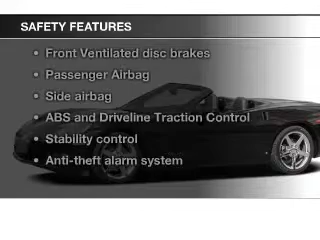 SAFETY FEATURES
• Front Ventilated disc brakes
• Passenger Airbag
• Side airbag
• ABS and Driveline Traction Control
• Stability control
• Anti-theft alarm system